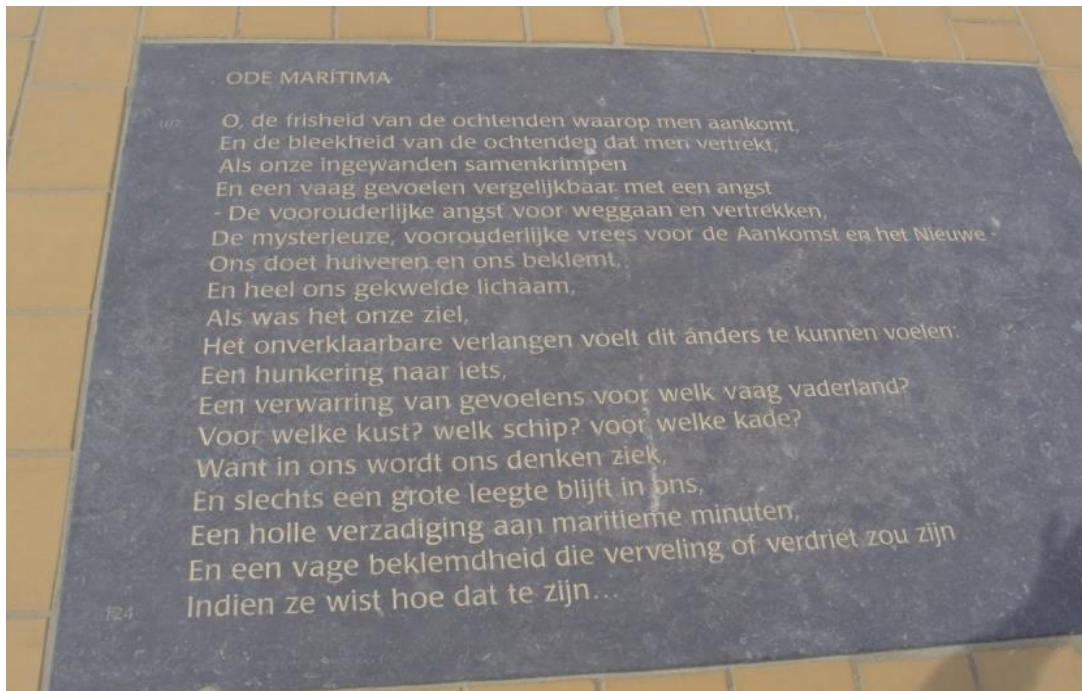 ODE MARÍTIMA
107 O, de frisheid van de ochtenden waarop men aankomt,
En de bleekheid van de ochtenden dat men vertrekt,
Als onze ingewanden samenkrimpen
En een vaag gevoelen vergelijkbaar met een angst
- De voorouderlijke angst voor weggaan en vertrekken,
De mysterieuze, voorouderlijke vrees voor de Aankomst en het Nieuwe -
Ons doet huiveren en ons beklemt,
En heel ons gekwelde lichaam,
Als was het onze ziel,
Het onverklaarbare verlangen voelt dit ánders te kunnen voelen:
Een hunkering naar iets,
Een verwarring van gevoelens voor welk vaag vaderland?
Voor welke kust? welk schip? voor welke kade?
Want in ons wordt ons denken ziek,
En slechts een grote leegte blijft in ons,
Een holle verzadiging aan maritieme minuten,
En een vage beklemdheid die verveling of verdriet zou zijn
124 Indien ze wist hoe dat te zijn...